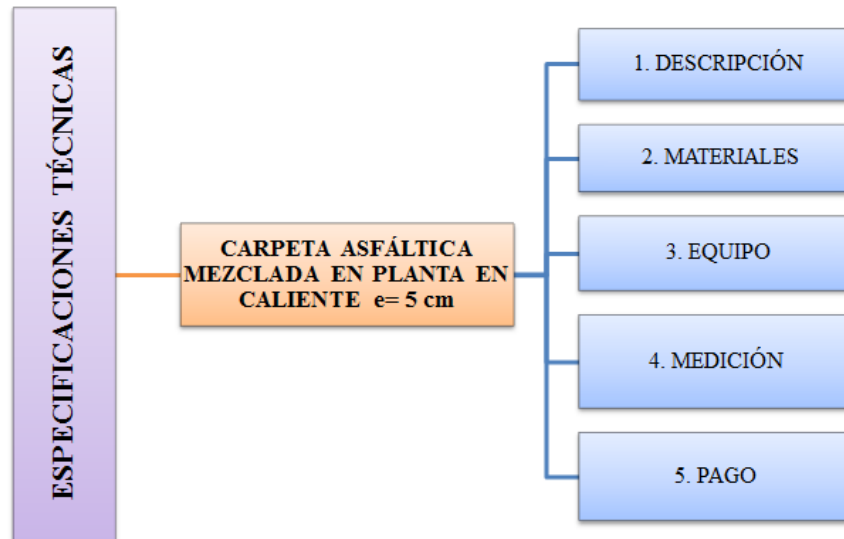 ESPECIFICACIONES TÉCNICAS
CARPETA ASFÁLTICA
MEZCLADA EN PLANTA EN
CALIENTE e= 5 cm
1. DESCRIPCIÓN
2. MATERIALES
3. EQUIPO
4. MEDICIÓN
5. PAGO